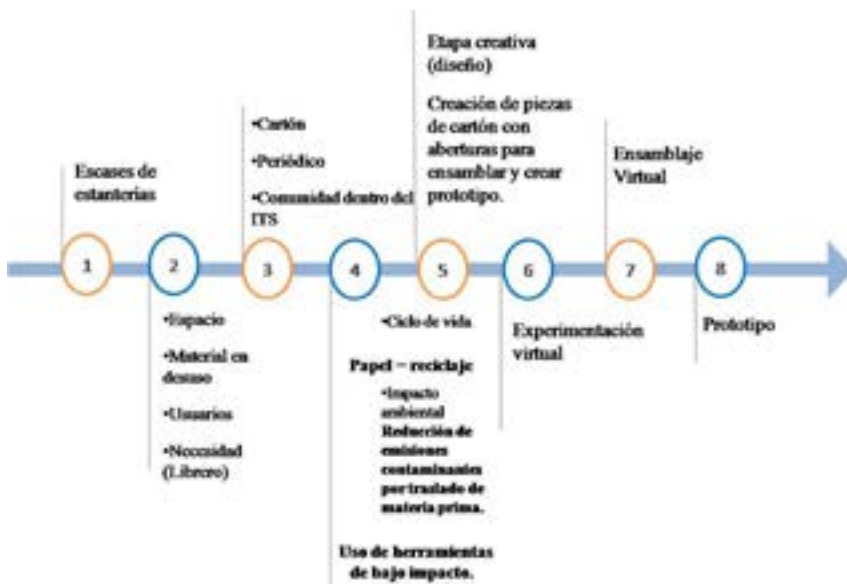 Escases de
estanterias
1
•Espacio
•Material en
desuso
•Usuarios
•Necesidad
(Librero)
2
•Cartón
•Periódico
•Comunidad dentro del
ITS
3
4
•Ciclo de vida
Papel – reciclaje
•Impacto
ambiental
Reducción de
emisiones
contaminantes
por traslado de
materia prima.
Uso de herramientas
de bajo impacto.
Etapa creativa
(diseño)
Creación de piezas
de cartón con
aberturas para
ensamblar y crear
prototipo.
5
6
Experimentación
virtual
Ensamblaje
Virtual
7
8
Prototipo